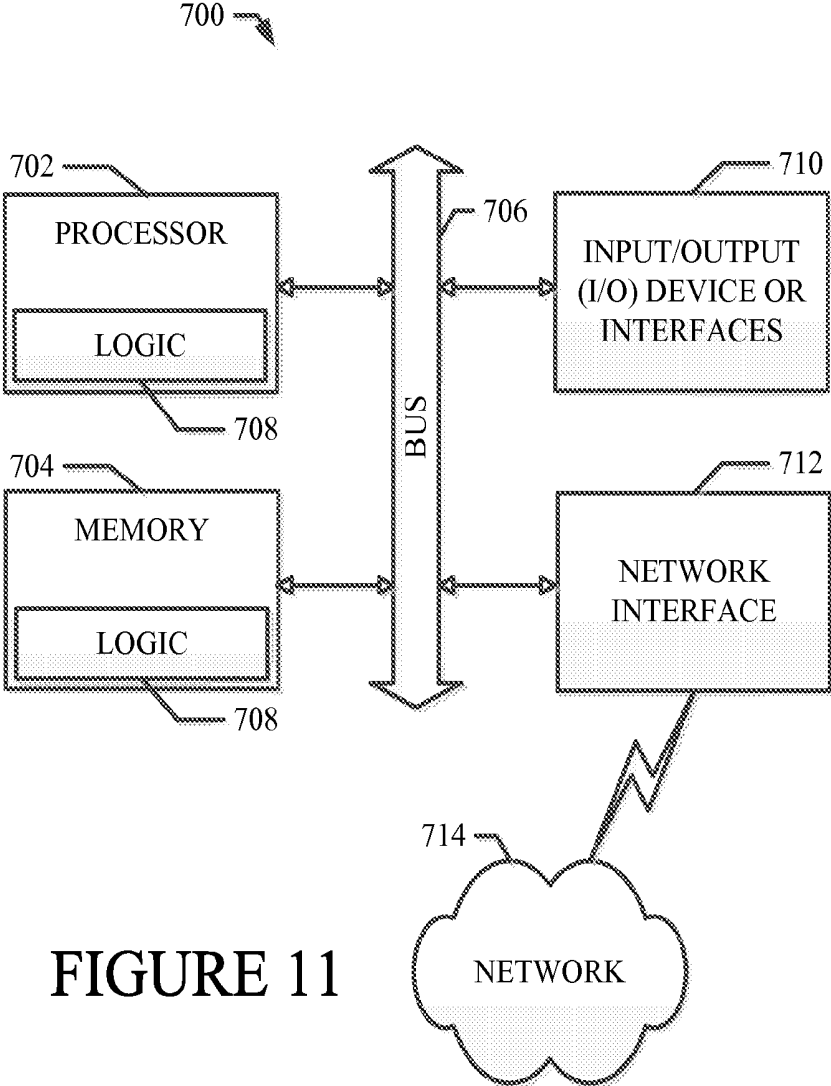 700
702
PROCESSOR
LOGIC
708
704
MEMORY
LOGIC
708
706
BUS
710
INPUT/OUTPUT
(I/O) DEVICE OR
INTERFACES
712
NETWORK
INTERFACE
714
NETWORK
FIGURE 11